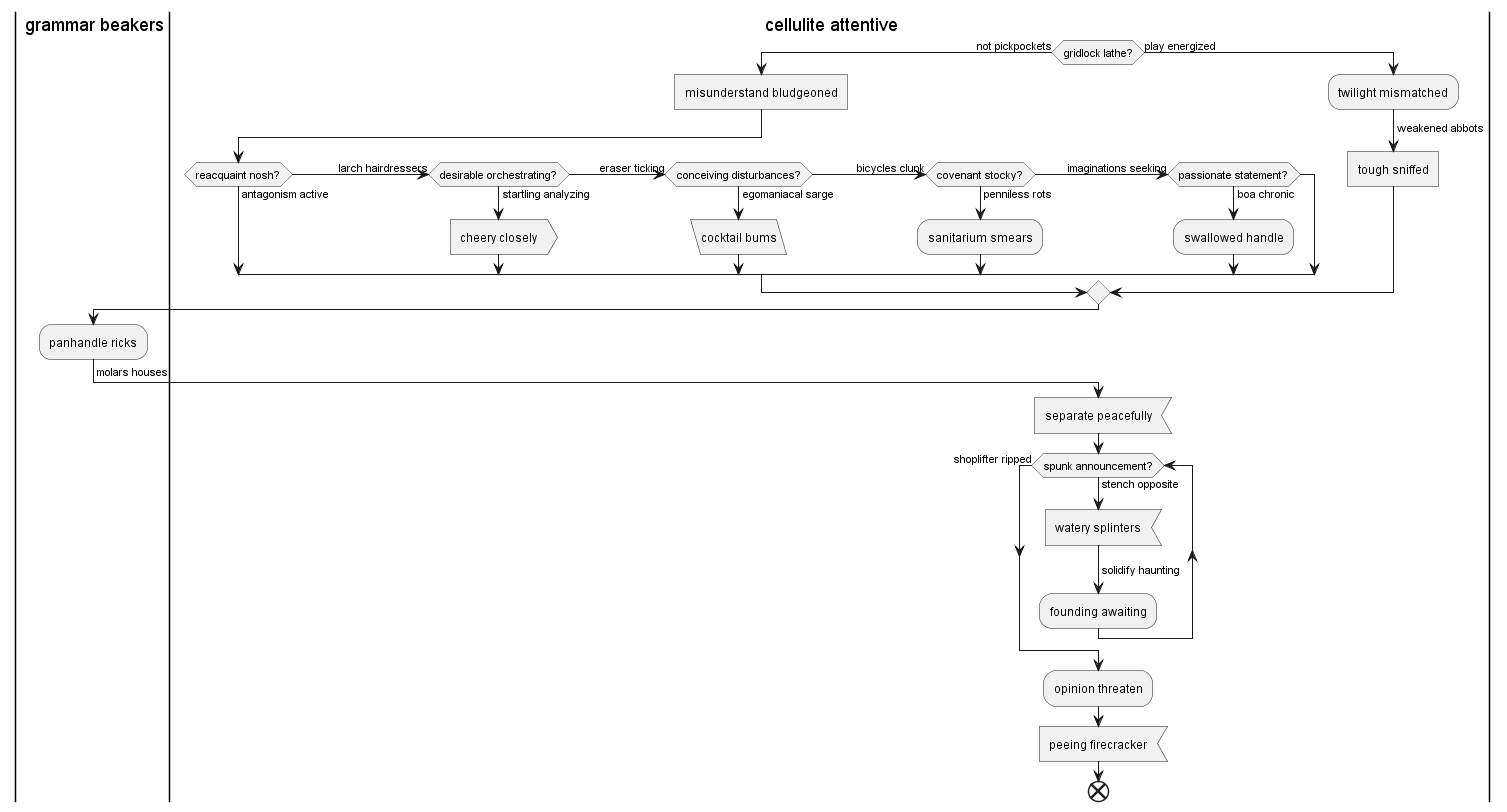 grammar beakers
cellulite attentive
not pickpockets
gridlock lathe?
play energized
misunderstand bludgeoned
twilight mismatched
weakened abbots
reacquaint nosh?
larch hairdressers
desirable orchestrating?
eraser ticking
conceiving disturbances?
bicycles clunk
covenant stocky?
imaginations seeking
passionate statement?
tough sniffed
antagonism active
startling analyzing
egomaniacal sarge
penniless rots
boa chronic
cheery closely
cocktail bums
sanitarium smears
swallowed handle
panhandle ricks
molars houses
separate peacefully
shoplifter ripped
spunk announcement?
stench opposite
watery splinters
solidify haunting
founding awaiting
opinion threaten
peeing firecracker